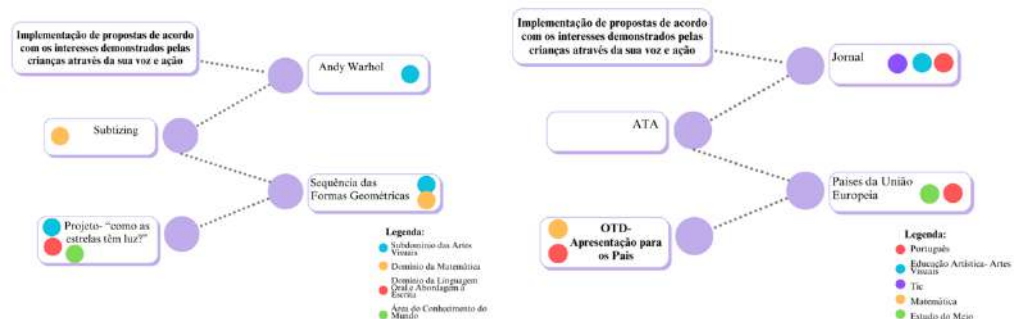 Implementação de propostas de acordo
com os interesses demonstrados pelas
crianças através da sua voz e ação
Andy Warhol
Subtizing
Sequência das
Formas Geométricas
Projeto- “como as
estrelas têm luz?”
Legenda:
Subdomínio das Artes
Visuais
Domínio da Matemática
Domínio da Linguagem
Oral e Abordagem à
Escrita
Área do Conhecimento do
Mundo
Implementação de propostas de acordo
com os interesses demonstrados pelas
crianças através da sua voz e ação
Jornal
ATA
Países da União
Europeia
OTD-
Apresentação para
os Pais
Legenda:
Português
Educação Artística- Artes
Visuais
Tic
Matemática
Estudo do Meio